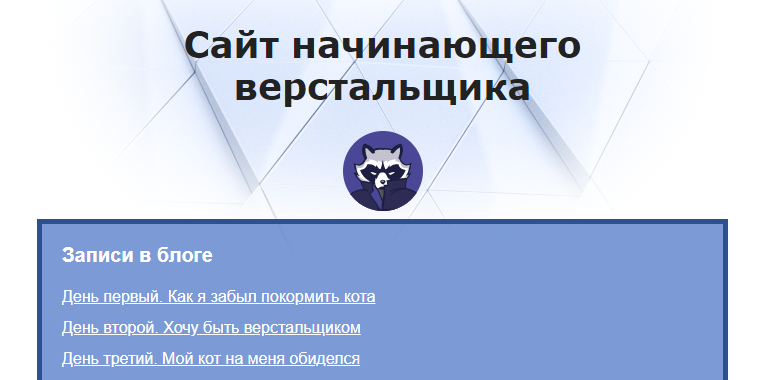 Сайт начинающего
верстальщика
Записи в блоге
День первый. Как я забыл покормить кота
День второй. Хочу быть верстальщиком
День третий. Мой кот на меня обиделся